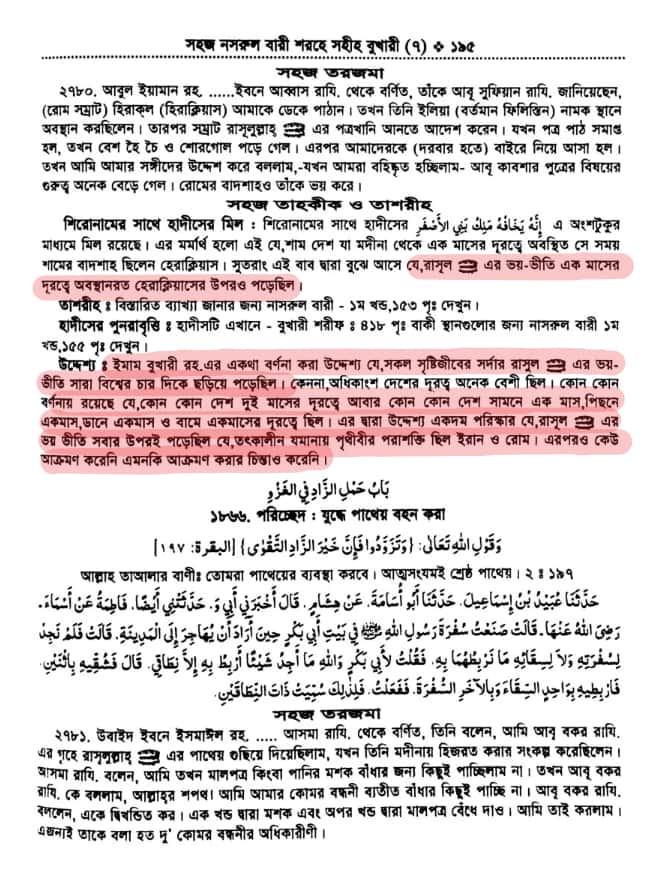 সহজ নসরুল বারী শরহে সহীহ বুখারী (৭) ❖ ১৯৫
সহজ তরজমা
২৭৮০. আবুল ইয়ামান রহ. ......ইবনে আব্বাস রাযি. থেকে বর্ণিত, তাঁকে আবূ সুফিয়ান রাযি. জানিয়েছেন,
(রোম সম্রাট) হিরাক্ল (হিরাক্লিয়াস) আমাকে ডেকে পাঠান। তখন তিনি ইলিয়া (বর্তমান ফিলিস্তিন) নামক স্থানে
অবস্থান করছিলেন। তারপর সম্রাট রাসূলুল্লাহ্ ﷺ এর পত্রখানি আনতে আদেশ করেন। যখন পত্র পাঠ সমাপ্ত
হল, তখন বেশ হৈ চৈ ও শোরগোল পড়ে গেল। এরপর আমাদেরকে (দরবার হতে) বাইরে নিয়ে আসা হল।
তখন আমি আমার সঙ্গীদের উদ্দেশ করে বললাম,-যখন আমরা বহিষ্কৃত হচ্ছিলাম- আবূ কাবশার পুত্রের বিষয়ের
গুরুত্ব অনেক বেড়ে গেল। রোমের বাদশাহও তাঁকে ভয় করে।
সহজ তাহকীক ও তাশরীহ
শিরোনামের সাথে হাদীসের মিল : শিরোনামের সাথে হাদীসের إِنَّهُ يَخَافُهُ مَلِكُ بَنِي الأَصْفَرِ এ অংশটুকুর
মাধ্যমে মিল রয়েছে। এর মর্মার্থ হলো এই যে,শাম দেশ যা মদীনা থেকে এক মাসের দূরত্বে অবস্থিত সে সময়
শামের বাদশাহ ছিলেন হেরাক্লিয়াস। সুতরাং এই বাব দ্বারা বুঝে আসে যে,রাসূল ﷺ এর ভয়-ভীতি এক মাসের
দূরত্বে অবস্থানরত হেরাক্লিয়াসের উপরও পড়েছিল।
তাশরীহ : বিস্তারিত ব্যাখ্যা জানার জন্য নাসরুল বারী - ১ম খন্ড,১৫৩ পৃঃ দেখুন।
হাদীসের পুনরাবৃত্তি : হাদীসটি এখানে - বুখারী শরীফ : ৪১৮ পৃঃ বাকী স্থানগুলোর জন্য নাসরুল বারী ১ম
খন্ড,১৫৫ পৃঃ দেখুন।
উদ্দেশ্য : ইমাম বুখারী রহ.এর একথা বর্ণনা করা উদ্দেশ্য যে,সকল সৃষ্টিজীবের সর্দার রাসূল ﷺ এর ভয়-
ভীতি সারা বিশ্বের চার দিকে ছড়িয়ে পড়েছিল। কেননা,অধিকাংশ দেশের দূরত্ব অনেক বেশী ছিল। কোন কোন
বর্ণনায় রয়েছে যে,কোন কোন দেশ দুই মাসের দূরত্বে আবার কোন কোন দেশ সামনে এক মাস,পিছনে
একমাস,ডানে একমাস ও বামে একমাসের দূরত্বে ছিল। এর দ্বারা উদ্দেশ্য একদম পরিস্কার যে,রাসূল ﷺ এর
ভয় ভীতি সবার উপরই পড়েছিল যে,তৎকালীন যমানায় পৃথিবীর পরাশক্তি ছিল ইরান ও রোম। এরপরও কেউ
আক্রমণ করেনি এমনকি আক্রমণ করার চিন্তাও করেনি।
بَابُ حَمْلِ الزَّادِ فِي الغَزْوِ
১৮৬৬. পরিচ্ছেদ : যুদ্ধে পাথেয় বহন করা
وَقَوْلِ اللهِ تَعَالَى: {وَتَزَوَّدُوا فَإِنَّ خَيْرَ الزَّادِ التَّقْوَى} [البقرة: ١٩٧]
আল্লাহ তাআলার বাণীঃ তোমরা পাথেয়ের ব্যবস্থা করবে। আত্মসংযমই শ্রেষ্ঠ পাথেয়। ২ : ১৯৭
حَدَّثَنَا عُبَيْدُ بْنُ إِسْمَاعِيلَ. حَدَّثَنَا أَبُو أُسَامَةَ. عَنْ هِشَامٍ. قَالَ أَخْبَرَنِي أَبِي وَ. حَدَّثَتْنِي أَيْضًا. فَاطِمَةُ عَنْ أَسْمَاءَ.
رَضِيَ اللهُ عَنْهَا. قَالَتْ صَنَعْتُ سُفْرَةَ رَسُولِ اللهِ ﷺ فِي بَيْتِ أَبِي بَكْرٍ حِينَ أَرَادَ أَنْ يُهَاجِرَ إِلَى الْمَدِينَةِ. قَالَتْ فَلَمْ نَجِدْ
لِسُفْرَتِهِ وَلاَ لِسِقَائِهِ مَا نَرْبِطُهُمَا بِهِ. فَقُلْتُ لأَبِي بَكْرٍ وَاللهِ مَا أَجِدُ شَيْئًا أَرْبِطُ بِهِ إِلاَّ نِطَاقِي. قَالَ فَشُقِّيهِ بِاثْنَيْنِ.
فَارْبِطِيهِ بِوَاحِدٍ السِّقَاءَ وَبِالآخَرِ السُّفْرَةَ. فَفَعَلْتُ. فَلِذَلِكَ سُمِّيَتْ ذَاتَ النِّطَاقَيْنِ.
সহজ তরজমা
২৭৮১. উবাইদ ইবনে ইসমাঈল রহ. ..... আসমা রাযি. থেকে বর্ণিত, তিনি বলেন, আমি আবূ বকর রাযি.
এর গৃহে রাসূলুল্লাহ্ ﷺ এর পাথেয় গুছিয়ে দিয়েছিলাম, যখন তিনি মদীনায় হিজরত করার সংকল্প করেছিলেন।
আসমা রাযি. বলেন, আমি তখন মালপত্র কিংবা পানির মশক বাঁধার জন্য কিছুই পাচ্ছিলাম না। তখন আবূ বকর
রাযি. কে বললাম, আল্লাহ্‌র শপথ। আমি আমার কোমর বন্ধনী ব্যতীত বাঁধার কিছুই পাচ্ছি না। আবূ বকর রাযি.
বললেন, একে দ্বিখন্ডিত কর। এক খন্ড দ্বারা মশক এবং অপর খন্ড দ্বারা মালপত্র বেঁধে দাও। আমি তাই করলাম।
এজন্যই তাকে বলা হত দু' কোমর বন্ধনীর অধিকারীণী।